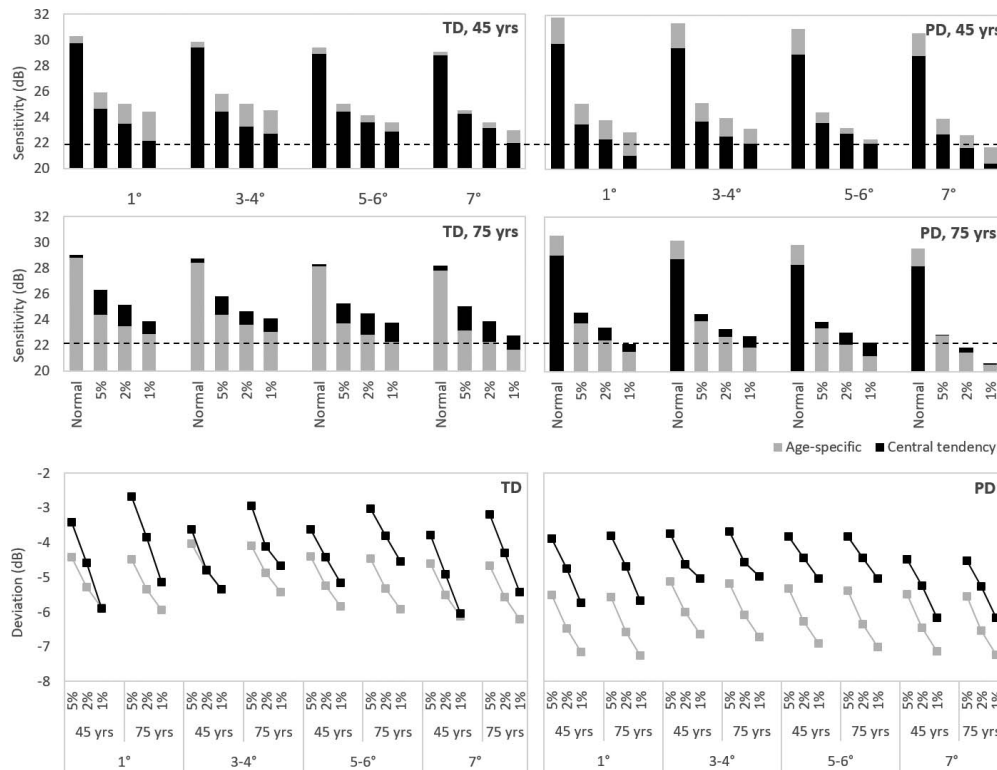 TD, 45 yrs
32
30
28
26
24
22
20
Sensitivity (dB)
1° 3-4° 5-6° 7°
PD, 45 yrs
1° 3-4° 5-6° 7°
TD, 75 yrs
32
30
28
26
24
22
20
Sensitivity (dB)
Normal 5% 2% 1% Normal 5% 2% 1% Normal 5% 2% 1% Normal 5% 2% 1%
PD, 75 yrs
Normal 5% 2% 1% Normal 5% 2% 1% Normal 5% 2% 1% Normal 5% 2% 1%
Age-specific Central tendency
TD
-2
-3
-4
-5
-6
-7
-8
Deviation (dB)
5% 2% 1% 5% 2% 1% 5% 2% 1% 5% 2% 1% 5% 2% 1% 5% 2% 1% 5% 2% 1% 5% 2% 1%
45 yrs 75 yrs 45 yrs 75 yrs 45 yrs 75 yrs 45 yrs 75 yrs
1° 3-4° 5-6° 7°
PD
5% 2% 1% 5% 2% 1% 5% 2% 1% 5% 2% 1% 5% 2% 1% 5% 2% 1% 5% 2% 1% 5% 2% 1%
45 yrs 75 yrs 45 yrs 75 yrs 45 yrs 75 yrs 45 yrs 75 yrs
1° 3-4° 5-6° 7°